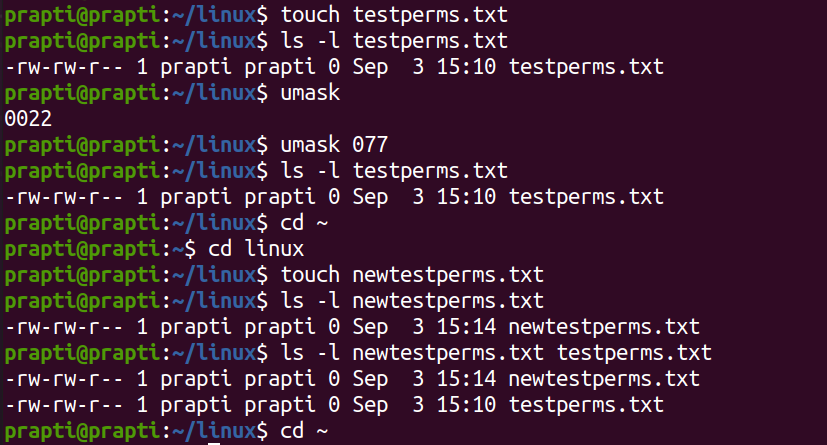 prapti@prapti:~/linux$ touch testperms.txt
prapti@prapti:~/linux$ ls -l testperms.txt
-rw-rw-r-- 1 prapti prapti 0 Sep  3 15:10 testperms.txt
prapti@prapti:~/linux$ umask
0022
prapti@prapti:~/linux$ umask 077
prapti@prapti:~/linux$ ls -l testperms.txt
-rw-rw-r-- 1 prapti prapti 0 Sep  3 15:10 testperms.txt
prapti@prapti:~/linux$ cd ~
prapti@prapti:~$ cd linux
prapti@prapti:~/linux$ touch newtestperms.txt
prapti@prapti:~/linux$ ls -l newtestperms.txt
-rw-rw-r-- 1 prapti prapti 0 Sep  3 15:14 newtestperms.txt
prapti@prapti:~/linux$ ls -l newtestperms.txt testperms.txt
-rw-rw-r-- 1 prapti prapti 0 Sep  3 15:14 newtestperms.txt
-rw-rw-r-- 1 prapti prapti 0 Sep  3 15:10 testperms.txt
prapti@prapti:~/linux$ cd ~